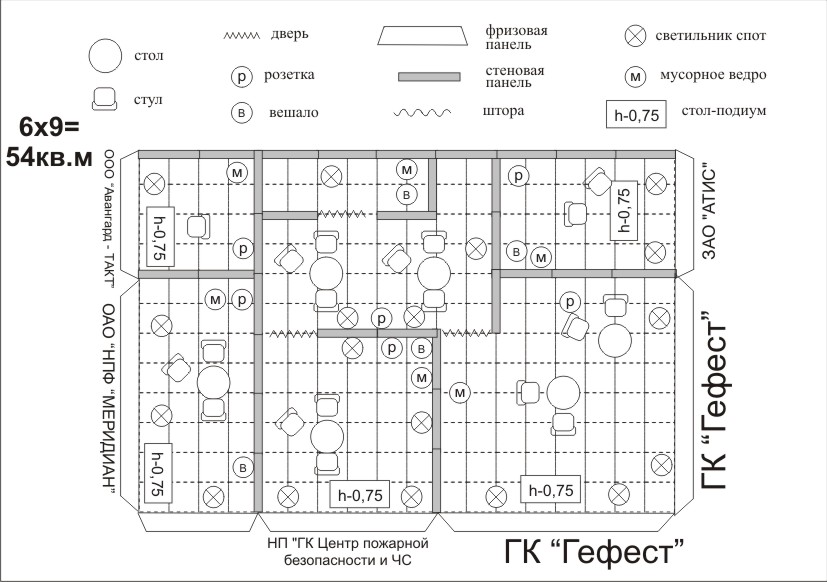 дверь
фризовая
панель
светильник спот
стол
розетка
стеновая
панель
мусорное ведро
стул
вешало
штора
стол-подиум
р
в
м
h-0,75
6х9=
54кв.м
ООО "Авангард - ТАКТ"
ОАО "НПФ "МЕРИДИАН"
ЗАО "АТИС"
ГК “Гефест”
м
м
в
р
h-0,75
h-0,75
р
в
м
м
р
р
р
р
в
м
м
в
h-0,75
h-0,75
h-0,75
НП "ГК Центр пожарной
безопасности и ЧС
ГК “Гефест”